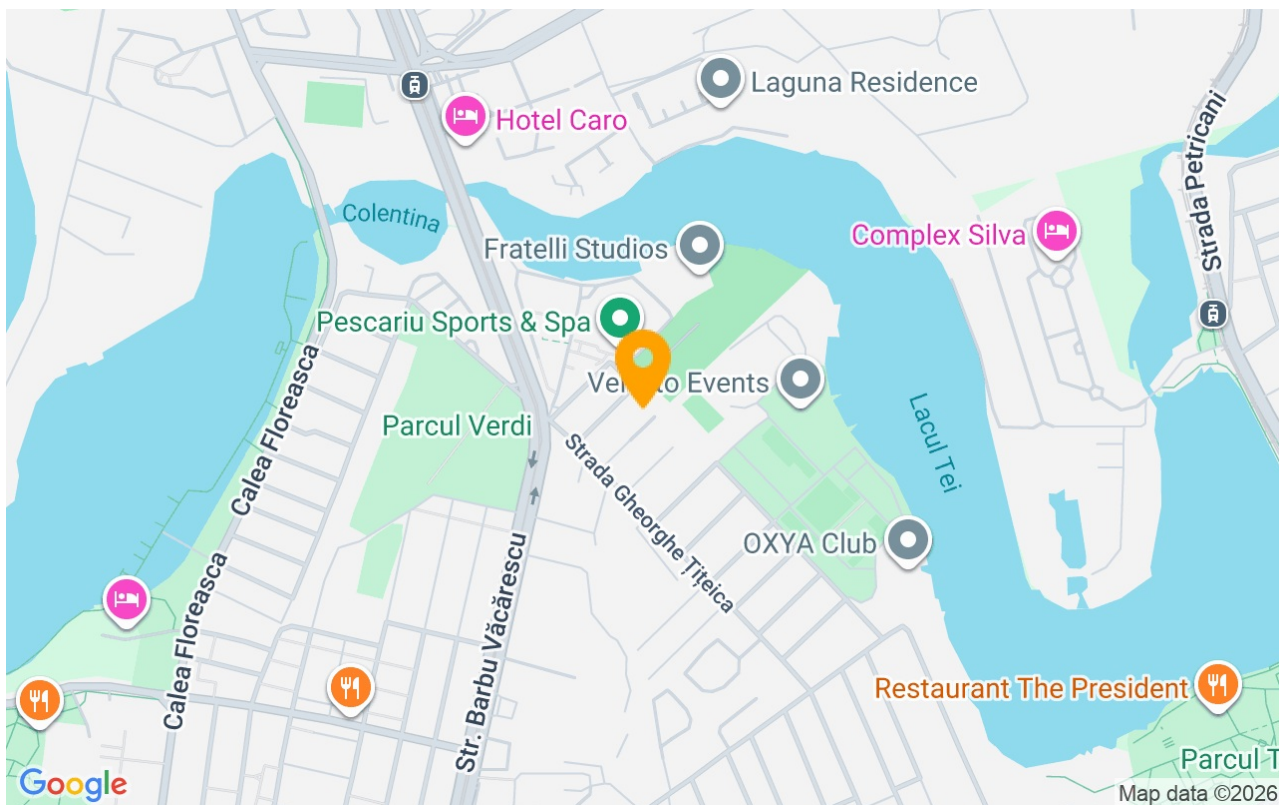 Laguna Residence
Hotel Caro
Strada Petricani
Colentina
Complex Silva
Fratelli Studios
Pescariu Sports & Spa
Events
Calea Floreasca
Parcul Verdi
Lacul Tei
Strada Gheorghe Țițeica
OXYA Club
Str. Barbu Văcărescu
Calea Floreasca
Restaurant The President
Parcul T
Google
Map data ©2026